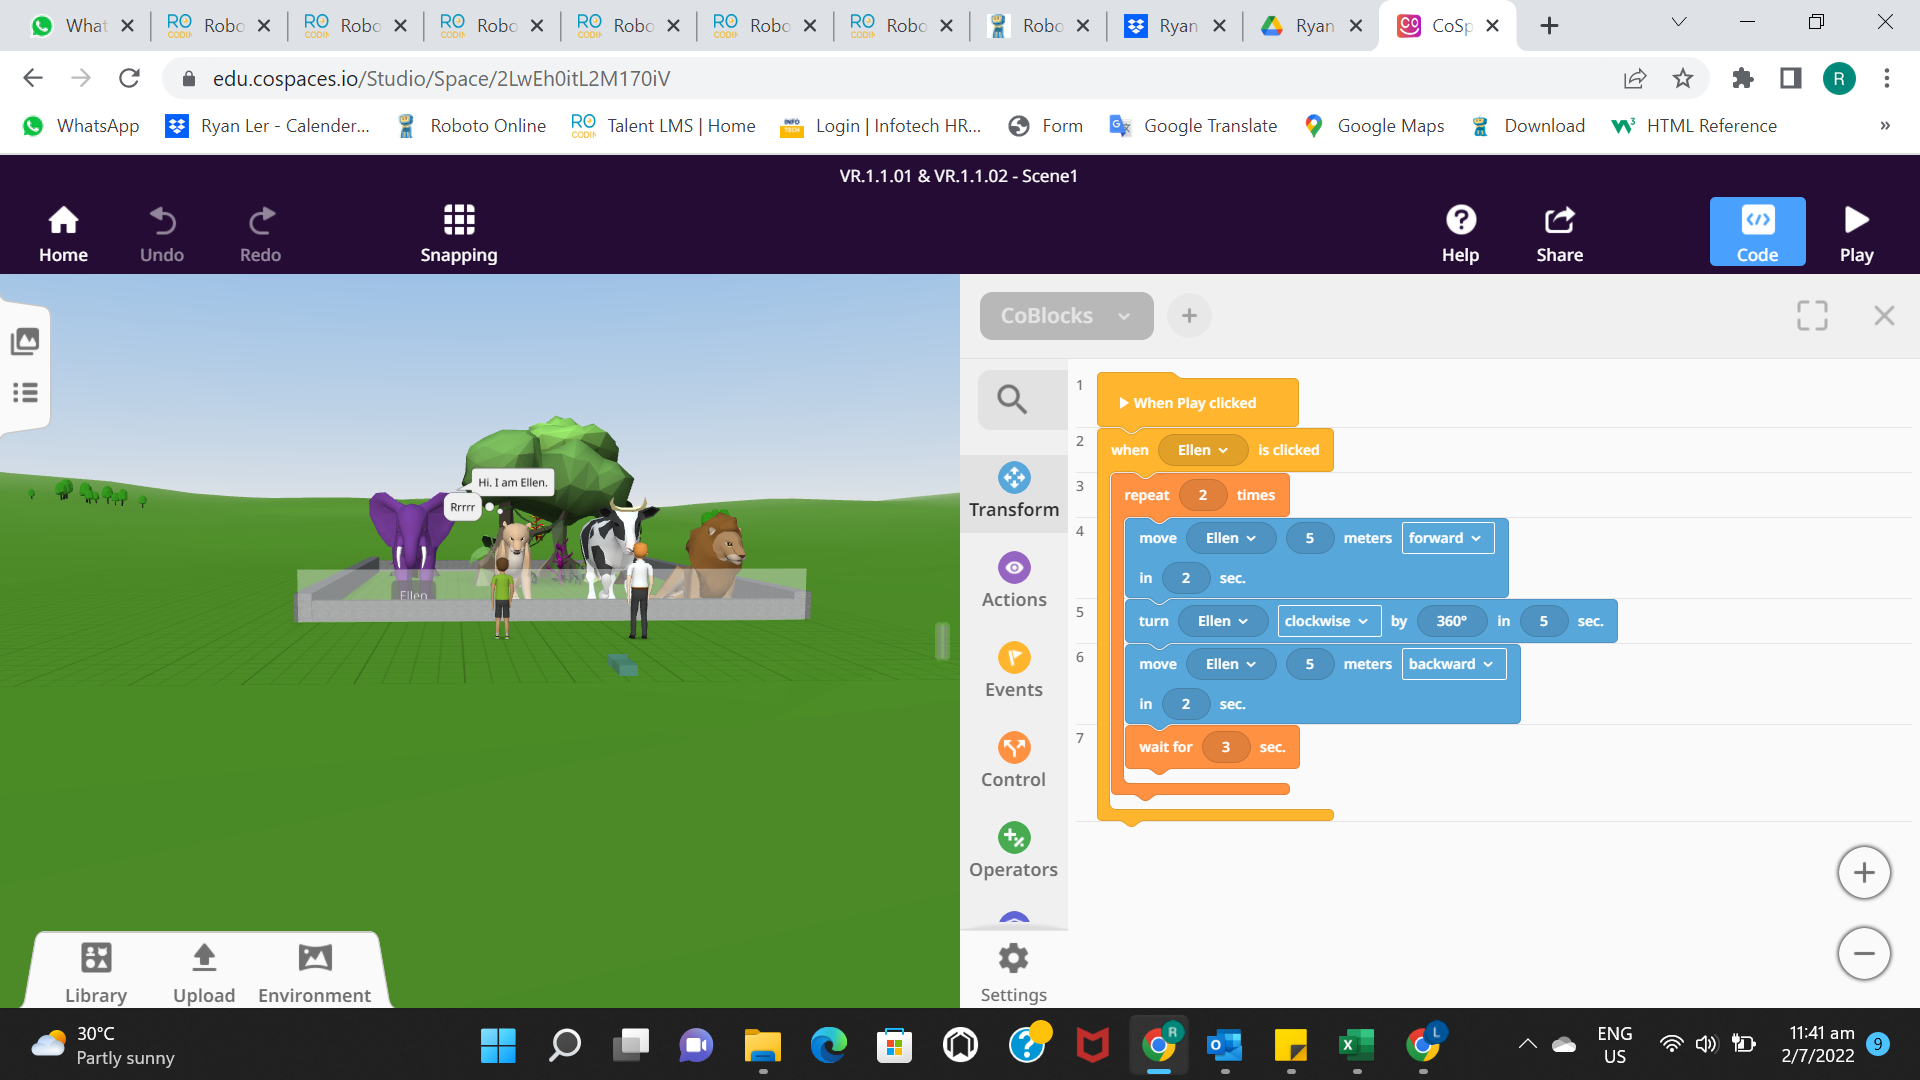 What
Robo
Robo
Robo
Robo
Robo
Robo
Robo
Ryan
Ryan
CoSp
edu.cospaces.io/Studio/Space/2LwEh0itL2M170iV
R
WhatsApp
Ryan Ler - Calender...
Roboto Online
Talent LMS | Home
Login | Infotech HR...
Form
Google Translate
Google Maps
Download
HTML Reference
»
VR.1.1.01 & VR.1.1.02 - Scene1
Home
Undo
Redo
Snapping
Help
Share
Code
Play
CoBlocks
Hi. I am Ellen.
Rrrrr
Ellen
Transform
Actions
Events
Control
Operators
Settings
1 When Play clicked
2 when Ellen is clicked
3 repeat 2 times
4 move Ellen 5 meters forward
in 2 sec.
5 turn Ellen clockwise by 360° in 5 sec.
6 move Ellen 5 meters backward
in 2 sec.
7 wait for 3 sec.
Library
Upload
Environment
30°C
Partly sunny
R
L
ENG
US
11:41 am
2/7/2022
9